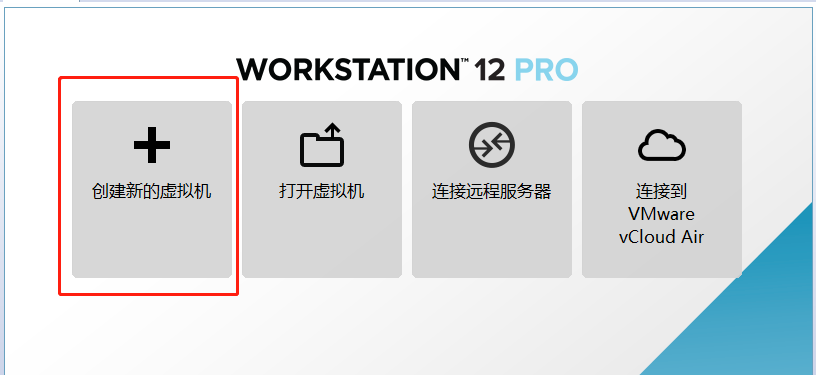 WORKSTATION™ 12 PRO
创建新的虚拟机
打开虚拟机
连接远程服务器
连接到
VMware
vCloud Air